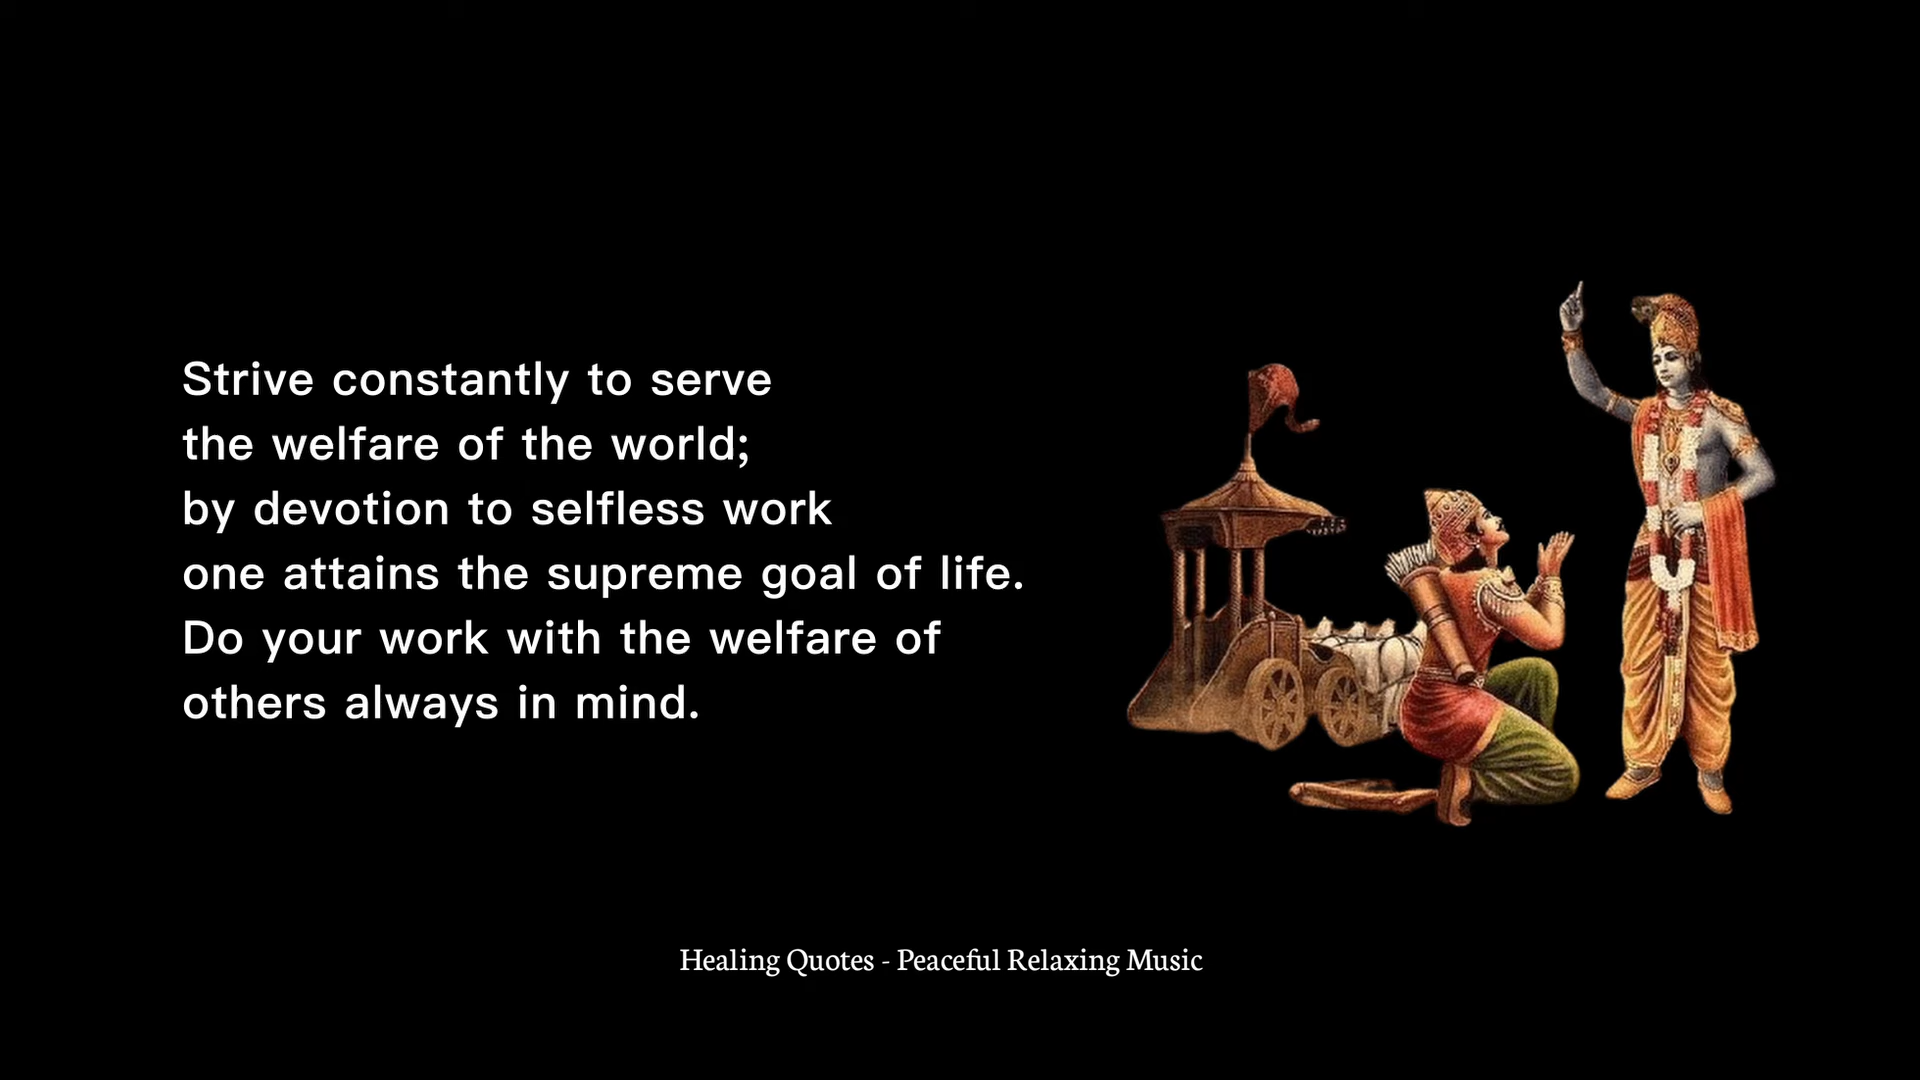 Strive constantly to serve
the welfare of the world;
by devotion to selfless work
one attains the supreme goal of life.
Do your work with the welfare of
others always in mind.
Healing Quotes - Peaceful Relaxing Music